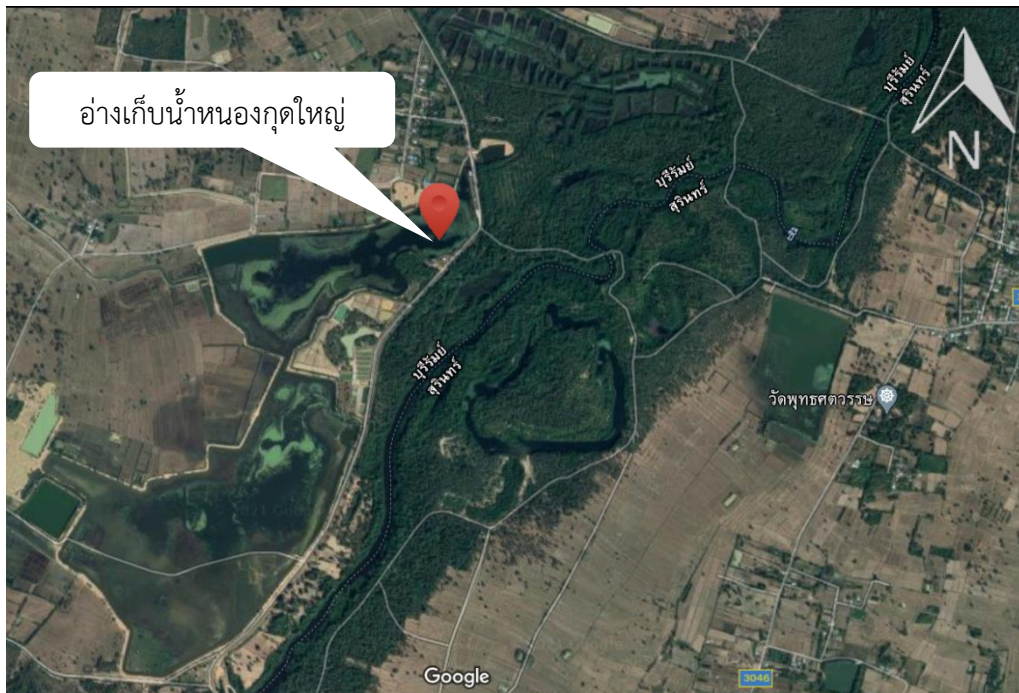 อ่างเก็บน้ำหนองกุดใหญ่
บุรีรัมย์
สุรินทร์
N
บุรีรัมย์
สุรินทร์
บุรีรัมย์
สุรินทร์
วัดพุทธศตวรรษ
Google
3046